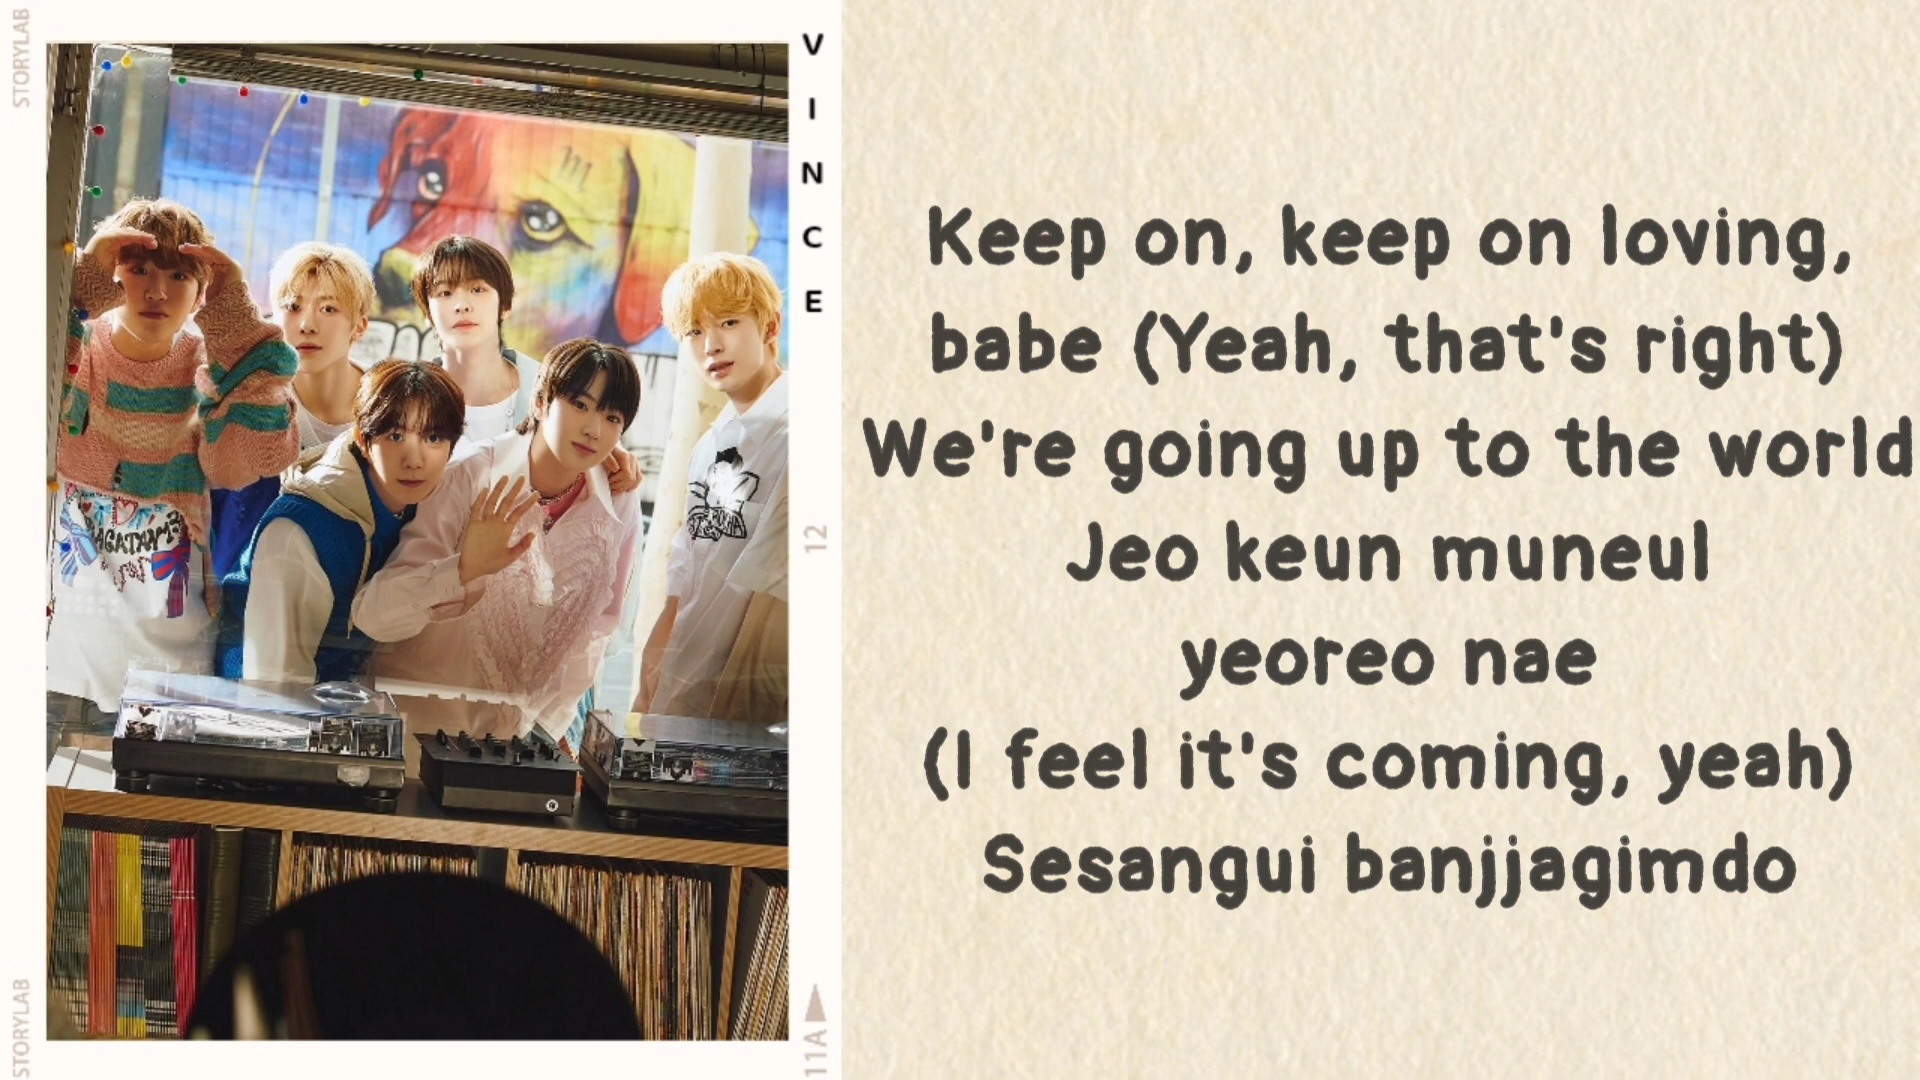 STORYLAB
VINCE
12
11A
STORYLAB
Keep on, keep on loving,
babe (Yeah, that's right)
We're going up to the world
Jeo keun muneul
yeoreo nae
(I feel it's coming, yeah)
Sesangui banjjagimdo